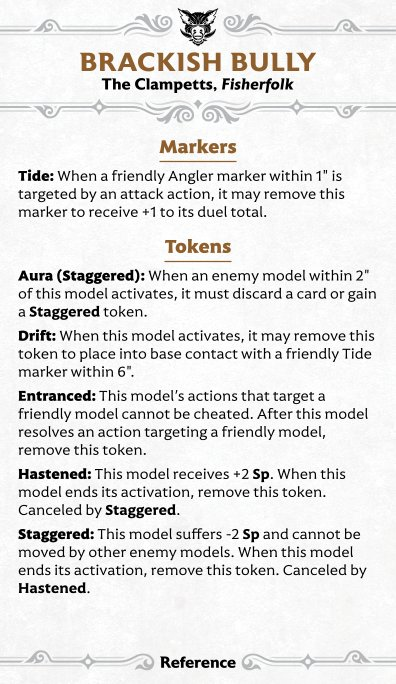 BRACKISH BULLY
The Clampetts, Fisherfolk
Markers
Tide: When a friendly Angler marker within 1" is
targeted by an attack action, it may remove this
marker to receive +1 to its duel total.
Tokens
Aura (Staggered): When an enemy model within 2"
of this model activates, it must discard a card or gain
a Staggered token.
Drift: When this model activates, it may remove this
token to place into base contact with a friendly Tide
marker within 6".
Entranced: This model's actions that target a
friendly model cannot be cheated. After this model
resolves an action targeting a friendly model,
remove this token.
Hastened: This model receives +2 Sp. When this
model ends its activation, remove this token.
Canceled by Staggered.
Staggered: This model suffers -2 Sp and cannot be
moved by other enemy models. When this model
ends its activation, remove this token. Canceled by
Hastened.
Reference